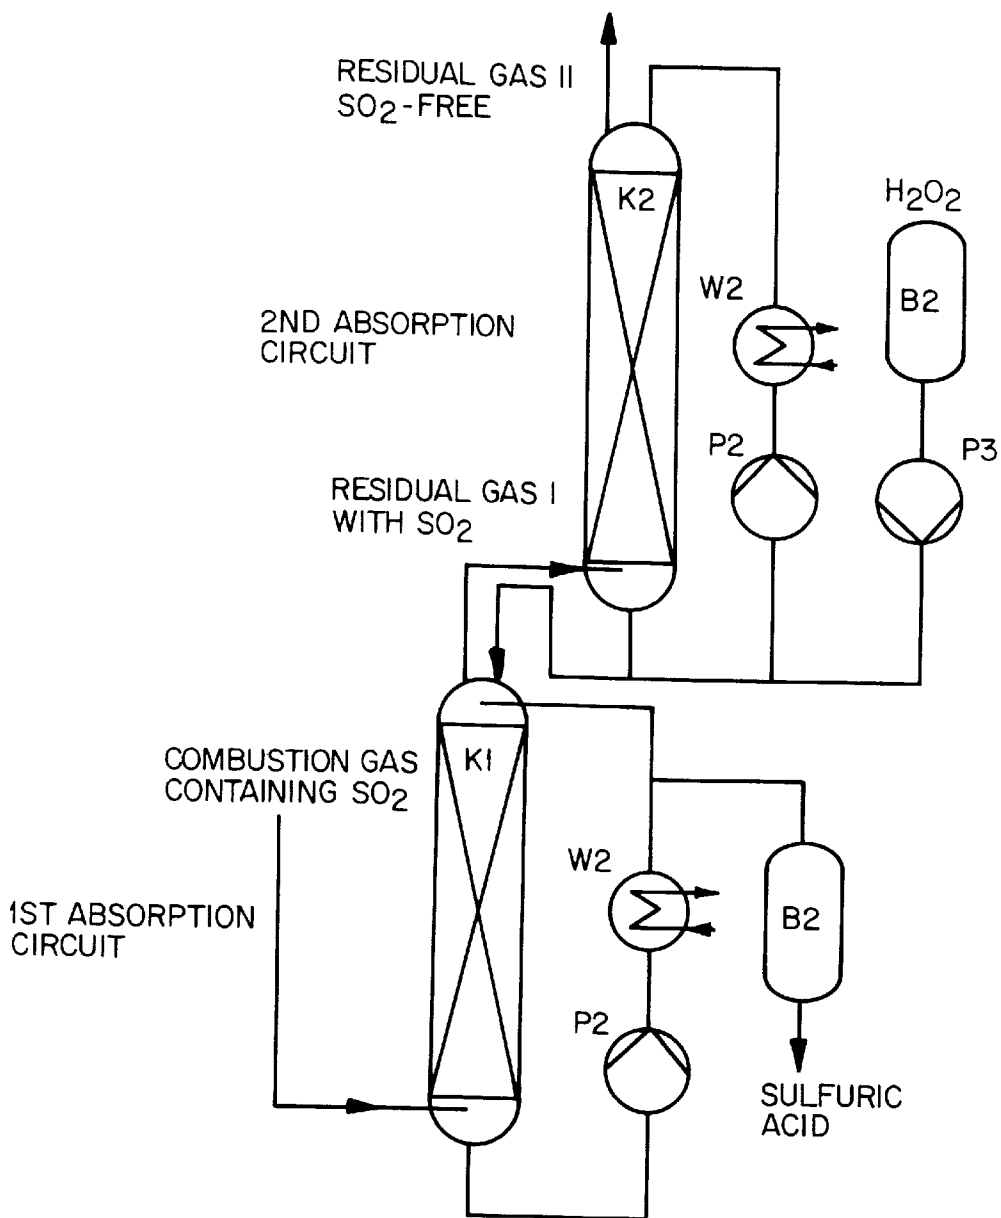 RESIDUAL GAS II
SO2-FREE
K2
H2O2
W2
B2
2ND ABSORPTION
CIRCUIT
P2
P3
RESIDUAL GAS I
WITH SO2
COMBUSTION GAS
CONTAINING SO2
K1
W2
1ST ABSORPTION
CIRCUIT
B2
P2
SULFURIC
ACID